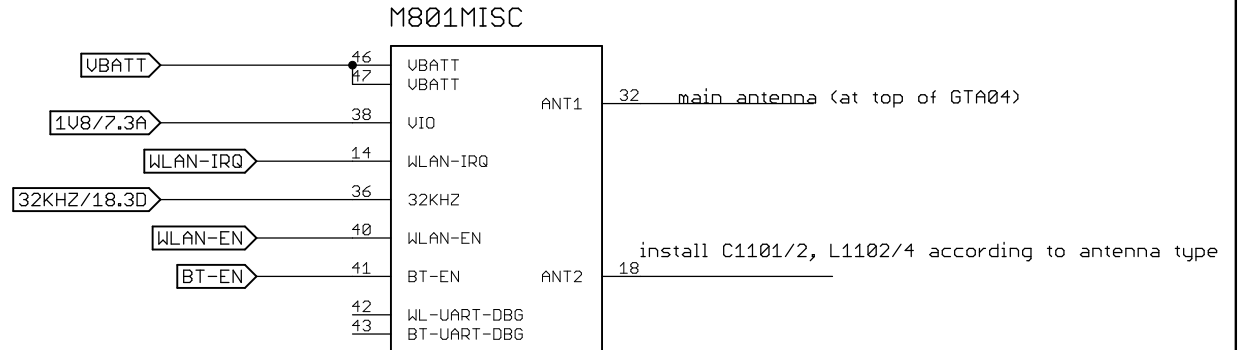 M801MISC
VBATT 46 VBATT
47 VBATT
ANT1 32 main antenna (at top of GTA04)
1V8/7.3A 38 VIO
WLAN-IRQ 14 WLAN-IRQ
32KHZ/18.3D 36 32KHZ
WLAN-EN 40 WLAN-EN
install C1101/2, L1102/4 according to antenna type
BT-EN 41 BT-EN ANT2 18
42 WL-UART-DBG
43 BT-UART-DBG